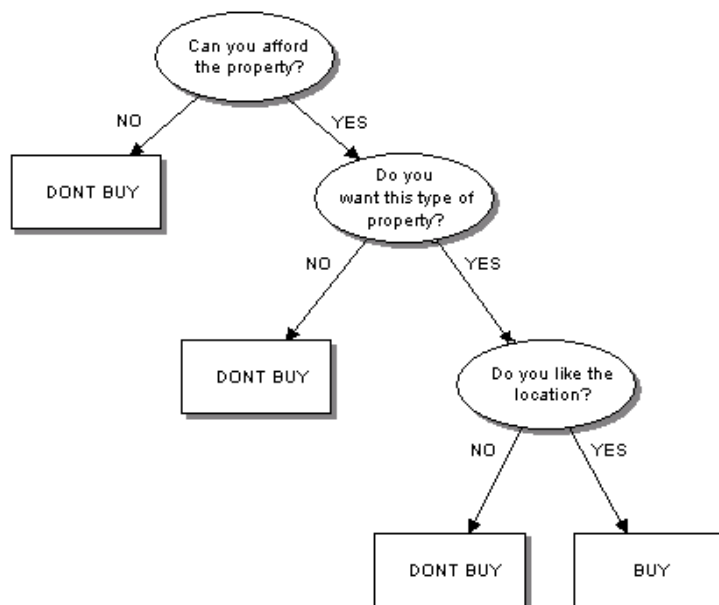 Can you afford
the property?
NO
YES
DONT BUY
Do you
want this type of
property?
NO
YES
DONT BUY
Do you like the
location?
NO
YES
DONT BUY
BUY